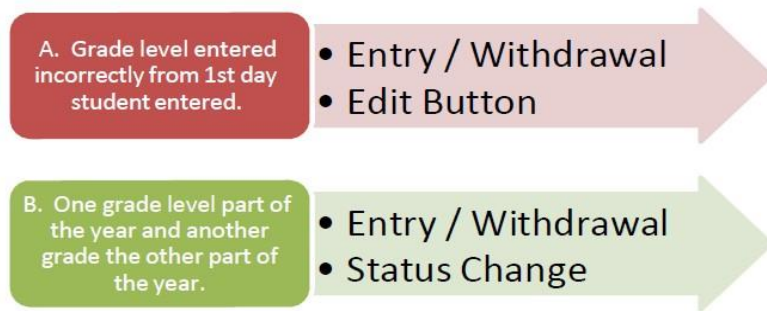 A. Grade level entered
incorrectly from 1st day
student entered.
• Entry / Withdrawal
• Edit Button
B. One grade level part of
the year and another
grade the other part of
the year.
• Entry / Withdrawal
• Status Change